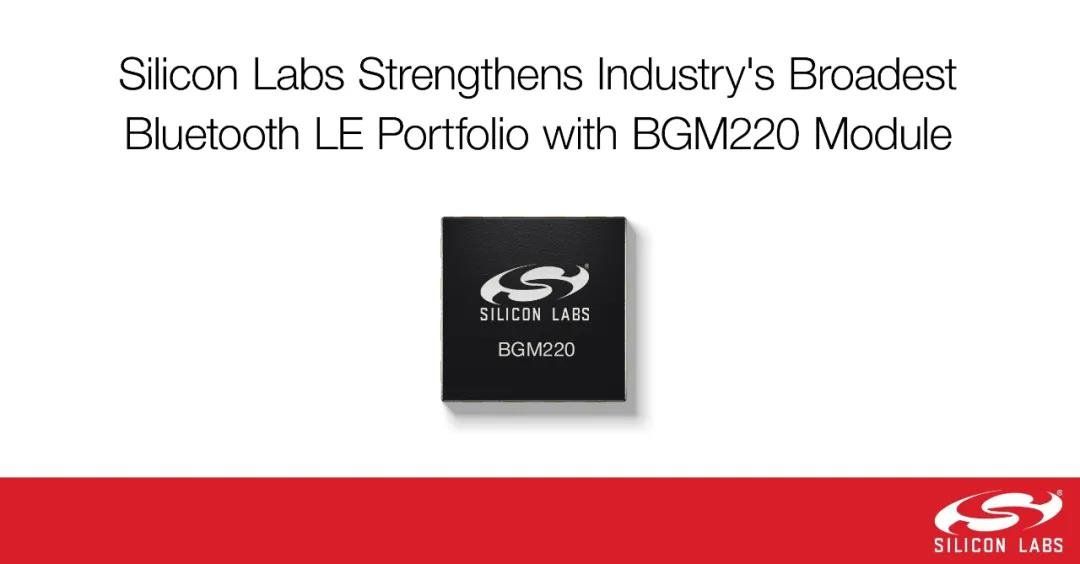 Silicon Labs Strengthens Industry's Broadest
Bluetooth LE Portfolio with BGM220 Module
SILICON LABS
BGM220
SILICON LABS